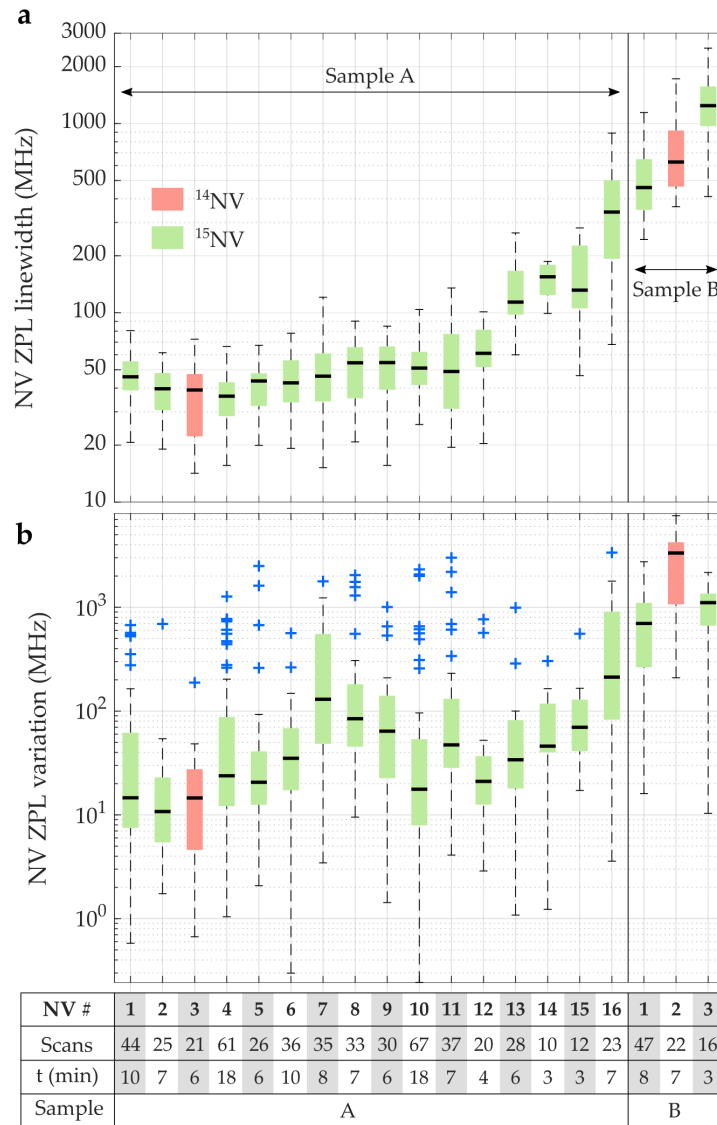 a
3000
2000
Sample A
1000
500
¹⁴NV
¹⁵NV
200
Sample B
100
50
20
10
NV ZPL linewidth (MHz)
b
10³
10²
10¹
10⁰
NV ZPL variation (MHz)
NV # 1 2 3 4 5 6 7 8 9 10 11 12 13 14 15 16 1 2 3
Scans 44 25 21 61 26 36 35 33 30 67 37 20 28 10 12 23 47 22 16
t (min) 10 7 6 18 6 10 8 7 6 18 7 4 6 3 3 7 8 7 3
Sample A B